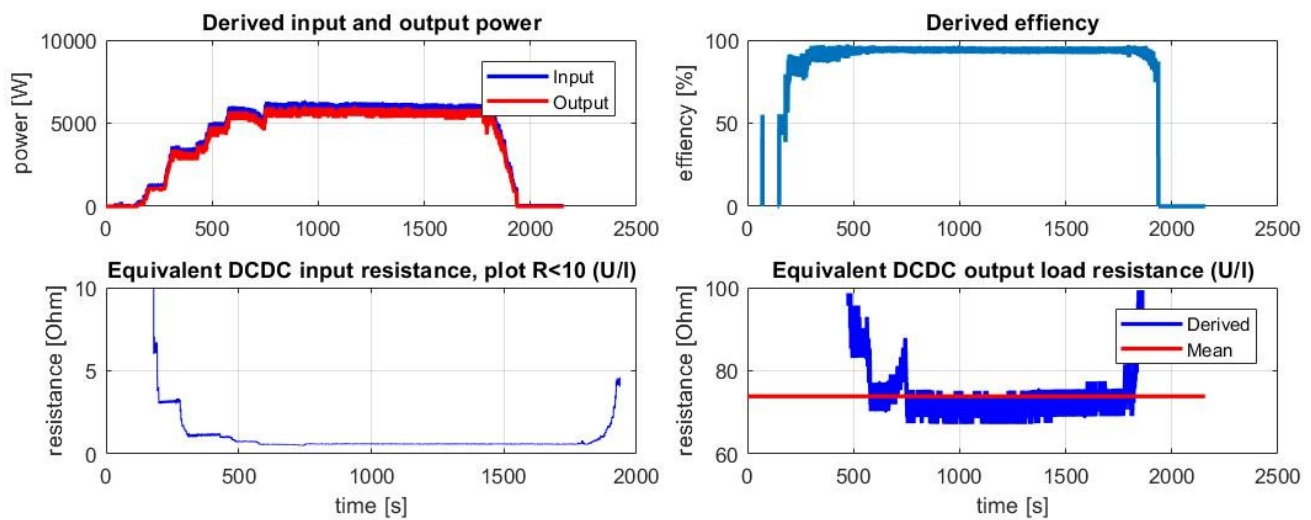 Derived input and output power
10000
5000
0
power [W]
Input
Output
0 500 1000 1500 2000 2500
Derived effiency
100
50
0
effiency [%]
0 500 1000 1500 2000 2500
Equivalent DCDC input resistance, plot R<10 (U/I)
10
5
0
resistance [Ohm]
0 500 1000 1500 2000
time [s]
Equivalent DCDC output load resistance (U/I)
100
80
60
resistance [Ohm]
Derived
Mean
0 500 1000 1500 2000 2500
time [s]